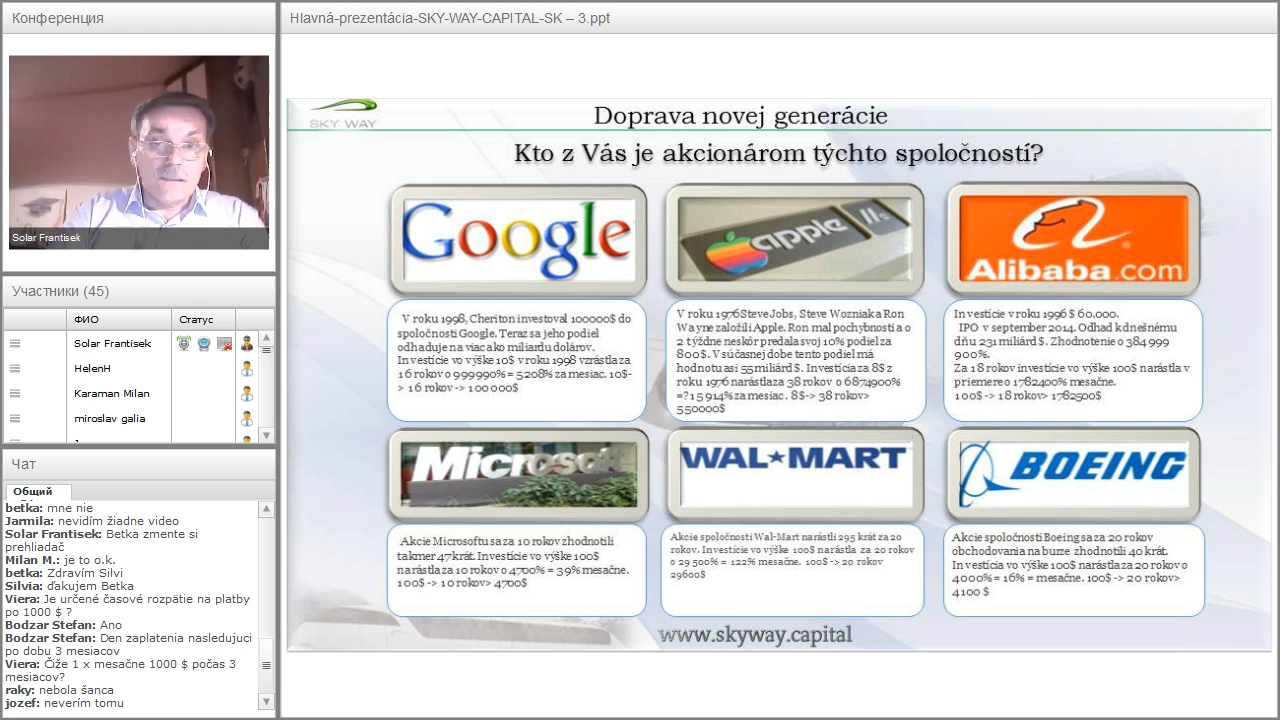 Конференция
Solar Frantisek
Участники (45)
ФИО
Статус
Solar Frantisek
HelenH
Karaman Milan
miroslav galia
Чат
Общий
betka: mne nie
Jarmila: nevidím žiadne video
Solar Frantisek: Betka zmente si
prehliadač
Milan M.: je to o.k.
betka: Zdravím Silvi
Silvia: ďakujem Betka
Viera: Je určené časové rozpätie na platby
po 1000 $ ?
Bodzar Stefan: Ano
Bodzar Stefan: Den zaplatenia nasledujuci
po dobu 3 mesiacov
Viera: Čiže 1 x mesačne 1000 $ počas 3
mesiacov?
raky: nebola šanca
jozef: neverím tomu
Hlavná-prezentácia-SKY-WAY-CAPITAL-SK – 3.ppt
SKY WAY
Doprava novej generácie
Kto z Vás je akcionárom týchto spoločností?
Google
apple
Alibaba.com
V roku 1998, Cheriton investoval 100000$ do
spoločnosti Google. Teraz sa jeho podiel
odhaduje na viac ako miliardu dolárov.
Investície vo výške 10$ v roku 1998 vzrástla za
16 rokov o 999990% = 5208% za mesiac. 10$-
> 16 rokov -> 100000$
V roku 1976 Steve Jobs, Steve Wozniak a Ron
Wayne založili Apple. Ron mal pochybnosti a o
2 týždne neskór predala svoj 10% podiel za
800$. V súčasnej dobe tento podiel má
hodnotu asi 55 miliárd $. Investícia za 8$ z
roku 1976 narástla za 38 rokov o 6874900%
=?15 914% za mesiac. 8$-> 38 rokov>
550000$
Investície v roku 1996 $ 60.000.
IPO v september 2014. Odhad k dnešnému
dňu 231 miliárd $. Zhodnotenie o 384 999
900%.
Za 18 rokov investície vo výške 100$ narástla v
priemere o 1782400% mesačne.
100$ -> 18 rokov> 1782500$
Microsoft
WAL★MART
BOEING
Akcie Microsoftu sa za 10 rokov zhodnotili
takmer 47krát. Investície vo výške 100$
narástla za 10 rokov o 4700% = 39% mesačne.
100$ -> 10 rokov> 4700$
Akcie spoločnosti Wal-Mart narástli 295 krát za 20
rokov. Investície vo výške 100$ narástla za 20 rokov
o 29 500% = 122% mesačne. 100$ -> 20 rokov
29600$
Akcie spoločnosti Boeing sa za 20 rokov
obchodovania na burze zhodnotili 40 krát.
Investícia vo výške 100$ narástla za 20 rokov o
4000% = 16% = mesačne. 100$ -> 20 rokov>
4100 $
www.skyway.capital